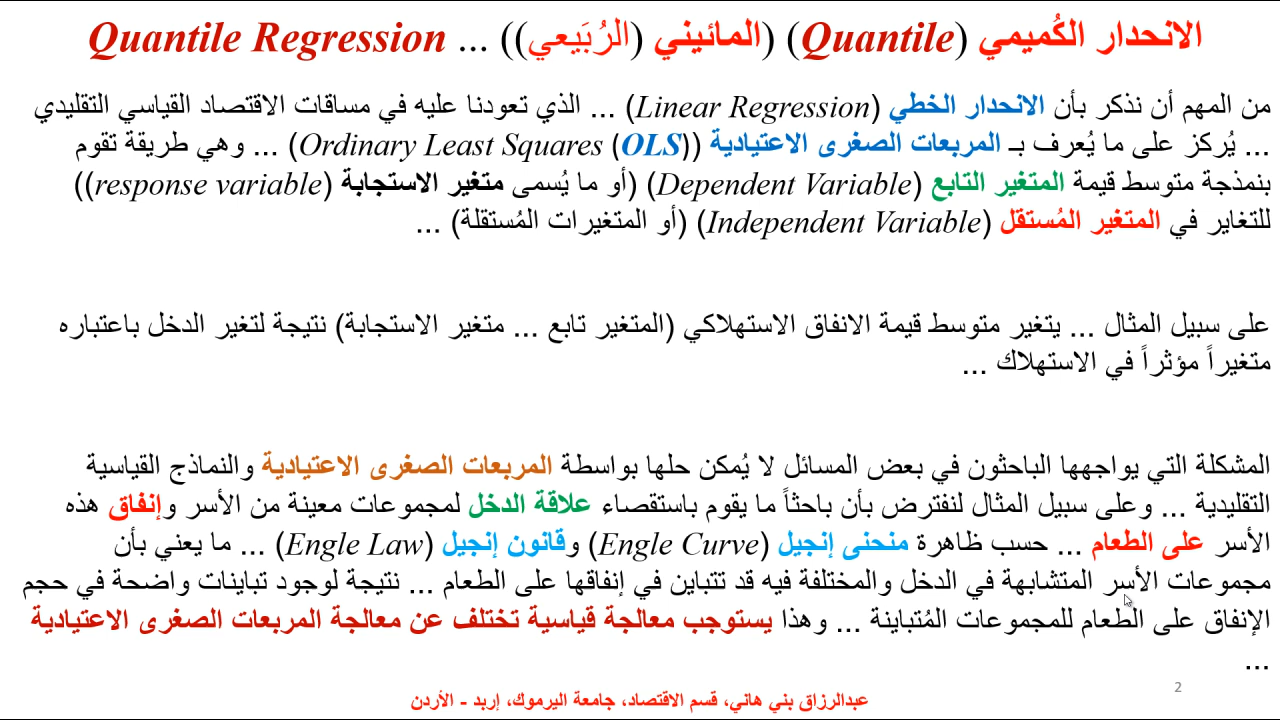 الانحدار الكُميمي (Quantile) (المائيني (الرُبَيعي)) ... Quantile Regression
من المهم أن نذكر بأن الانحدار الخطي (Linear Regression) ... الذي تعودنا عليه في مساقات الاقتصاد القياسي التقليدي
... يُركز على ما يُعرف بـ المربعات الصغرى الاعتيادية (Ordinary Least Squares (OLS)) ... وهي طريقة تقوم
بنمذجة متوسط قيمة المتغير التابع (Dependent Variable) (أو ما يُسمى متغير الاستجابة (response variable))
للتغاير في المتغير المُستقل (Independent Variable) (أو المتغيرات المُستقلة) ...
على سبيل المثال ... يتغير متوسط قيمة الانفاق الاستهلاكي (المتغير تابع ... متغير الاستجابة) نتيجة لتغير الدخل باعتباره
متغيراً مؤثراً في الاستهلاك ...
المشكلة التي يواجهها الباحثون في بعض المسائل لا يُمكن حلها بواسطة المربعات الصغرى الاعتيادية والنماذج القياسية
التقليدية ... وعلى سبيل المثال لنفترض بأن باحثاً ما يقوم باستقصاء علاقة الدخل لمجموعات معينة من الأسر وإنفاق هذه
الأسر على الطعام ... حسب ظاهرة منحنى إنجيل (Engle Curve) وقانون إنجيل (Engle Law) ... ما يعني بأن
مجموعات الأسر المتشابهة في الدخل والمختلفة فيه قد تتباين في إنفاقها على الطعام ... نتيجة لوجود تباينات واضحة في حجم
الإنفاق على الطعام للمجموعات المُتباينة ... وهذا يستوجب معالجة قياسية تختلف عن معالجة المربعات الصغرى الاعتيادية
...
2
عبدالرزاق بني هاني، قسم الاقتصاد، جامعة اليرموك، إربد - الأردن